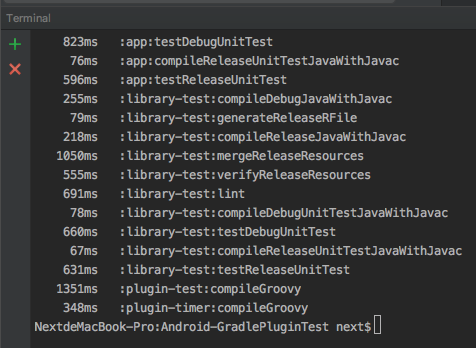 Terminal
823ms :app:testDebugUnitTest
76ms :app:compileReleaseUnitTestJavaWithJavac
596ms :app:testReleaseUnitTest
255ms :library-test:compileDebugJavaWithJavac
79ms :library-test:generateReleaseRFile
218ms :library-test:compileReleaseJavaWithJavac
1050ms :library-test:mergeReleaseResources
555ms :library-test:verifyReleaseResources
691ms :library-test:lint
78ms :library-test:compileDebugUnitTestJavaWithJavac
660ms :library-test:testDebugUnitTest
67ms :library-test:compileReleaseUnitTestJavaWithJavac
631ms :library-test:testReleaseUnitTest
1351ms :plugin-test:compileGroovy
348ms :plugin-timer:compileGroovy
NextdeMacBook-Pro:Android-GradlePluginTest next$